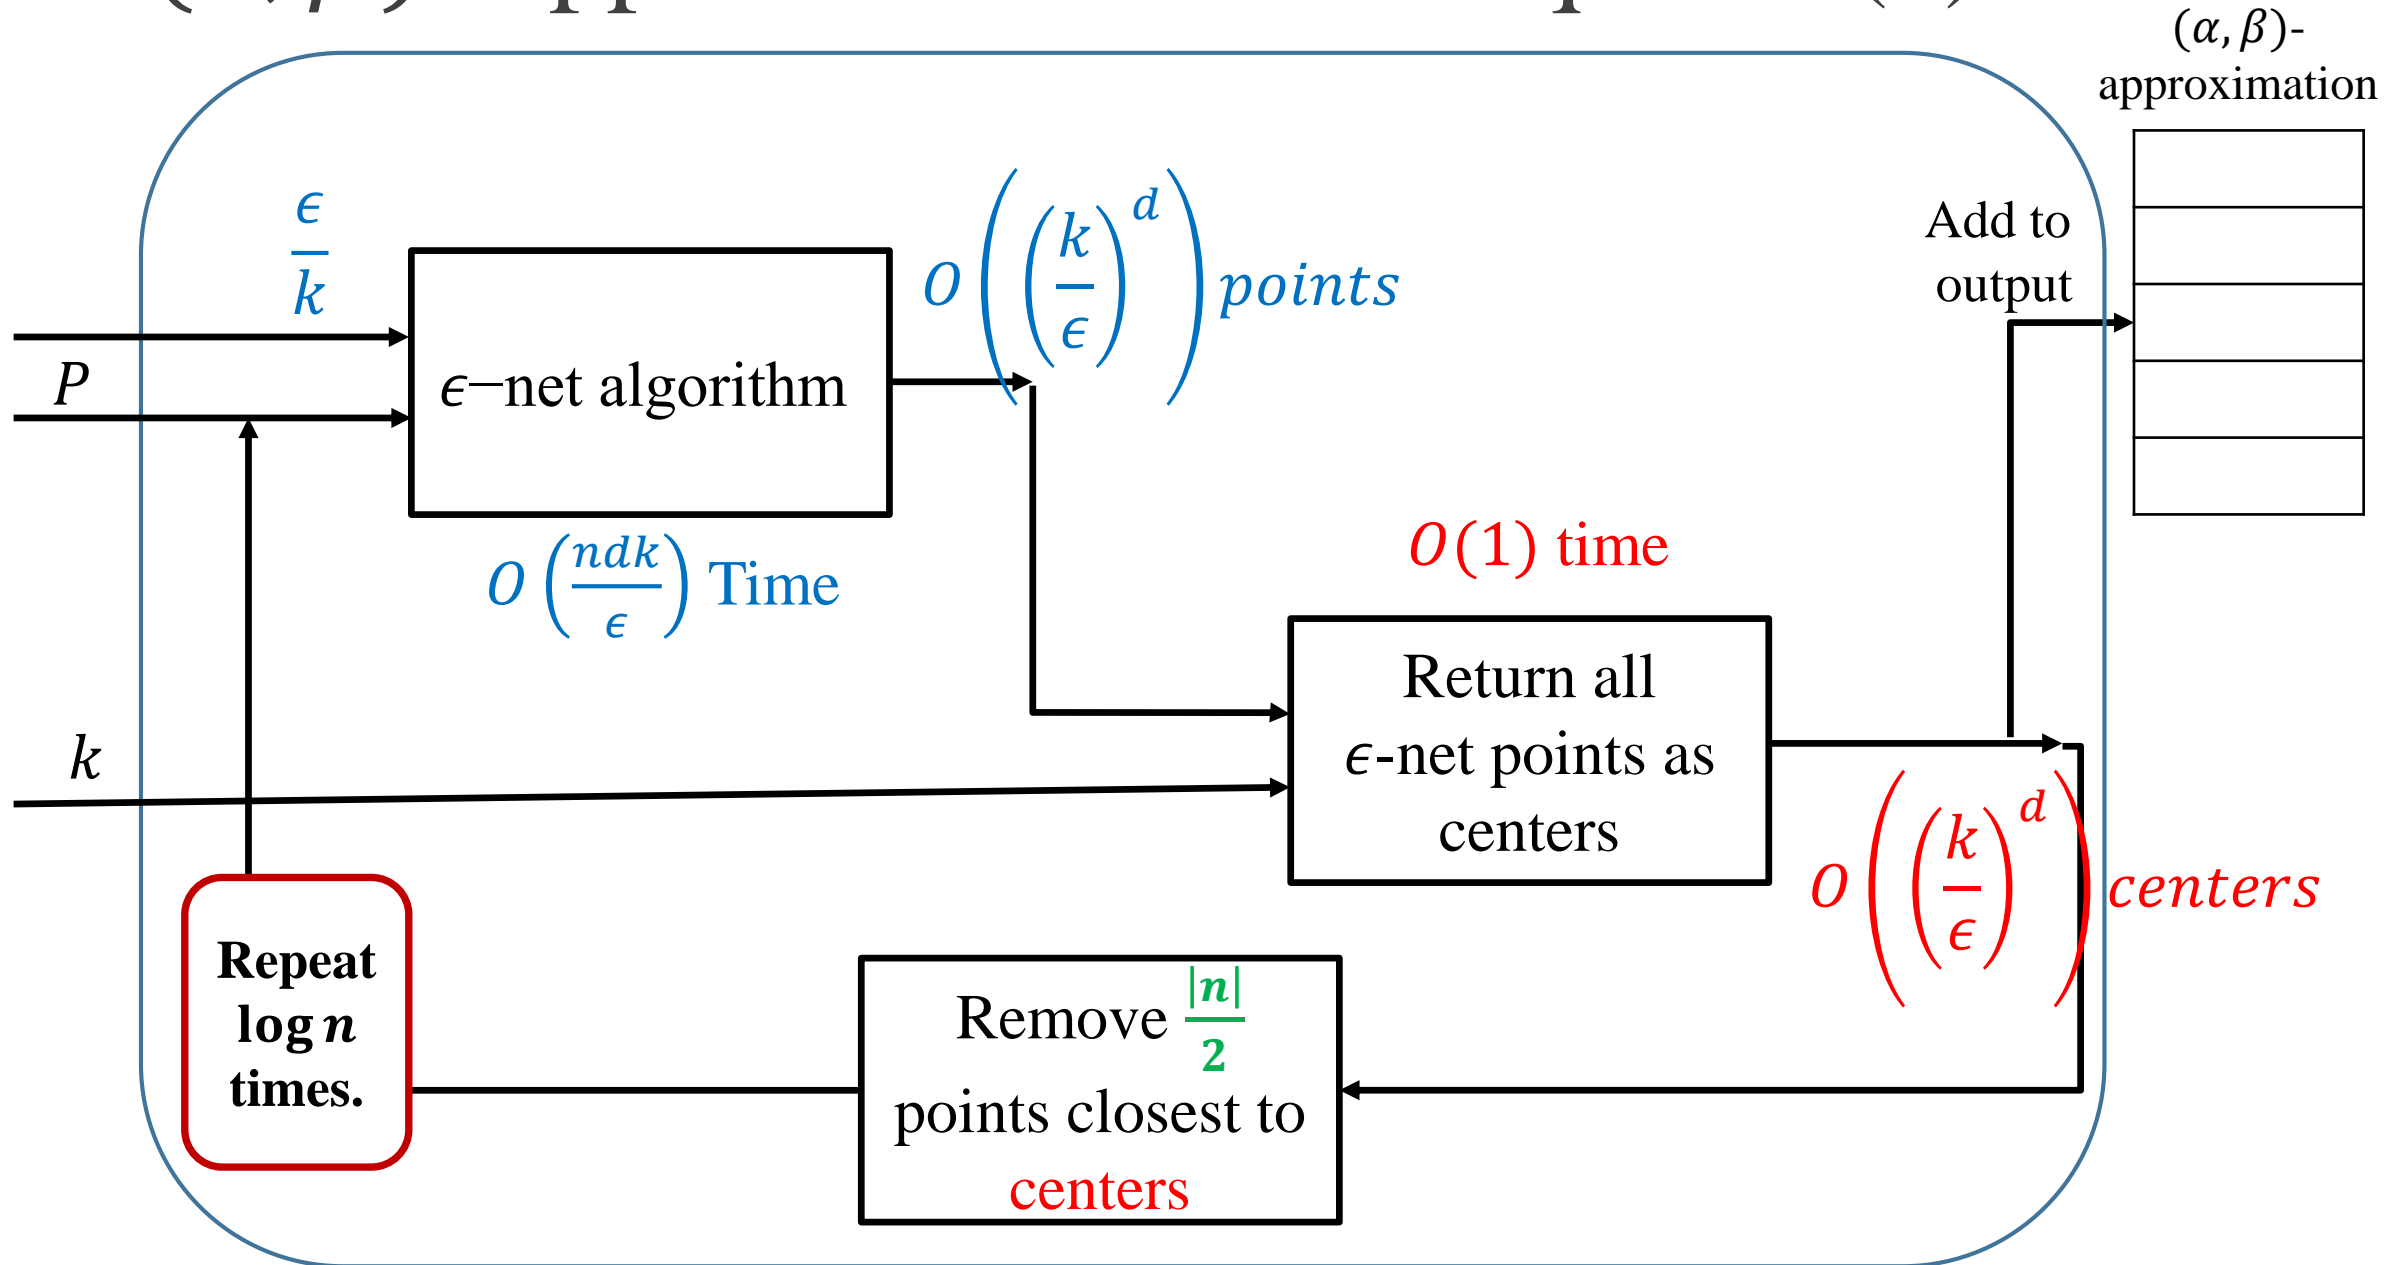 (α, β)-
approximation
ϵ
k
P
ϵ–net algorithm
O((k/ϵ)^d) points
O(ndk/ϵ) Time
Add to
output
O(1) time
k
Return all
ϵ-net points as
centers
O((k/ϵ)^d) centers
Repeat
log n
times.
Remove |n|/2
points closest to
centers